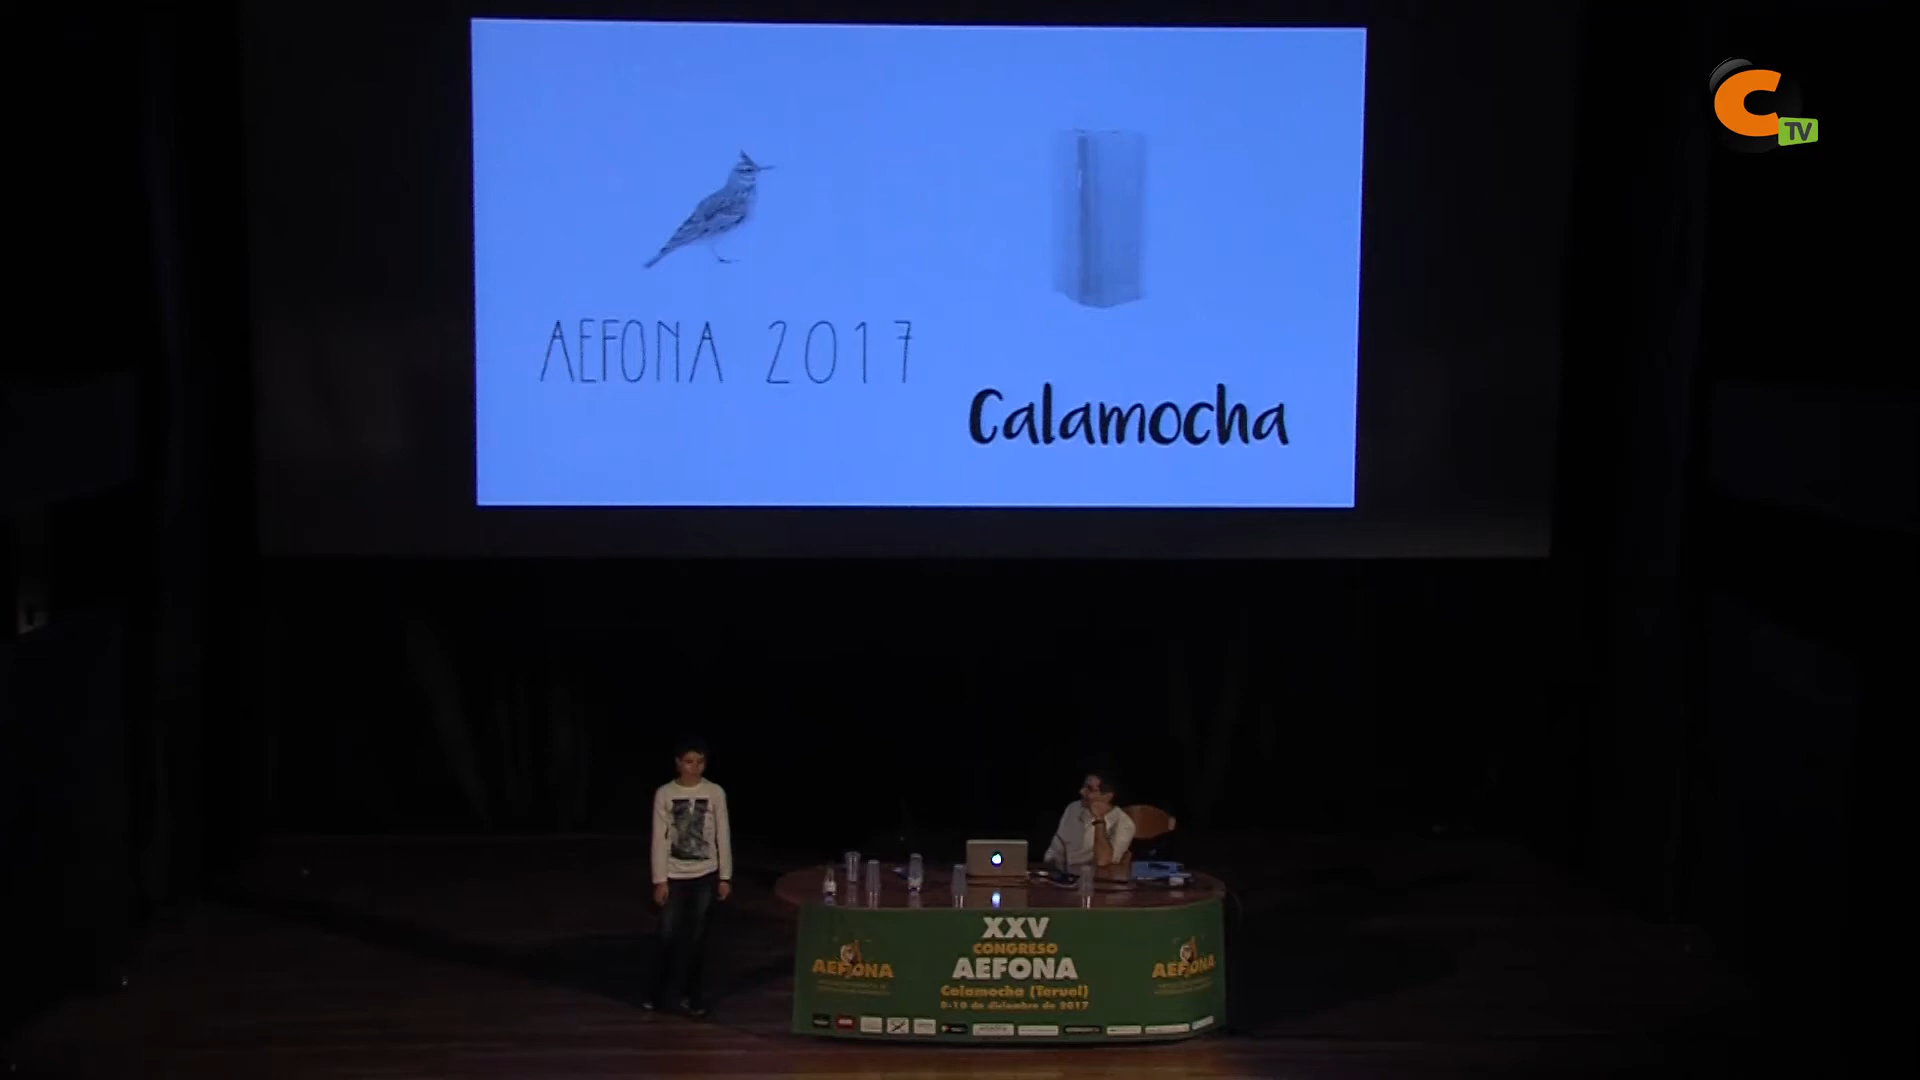 C TV
AEFONA 2017
Calamocha
XXV
CONGRESO
AEFONA
Calamocha (Teruel)
AEFONA
AEFONA